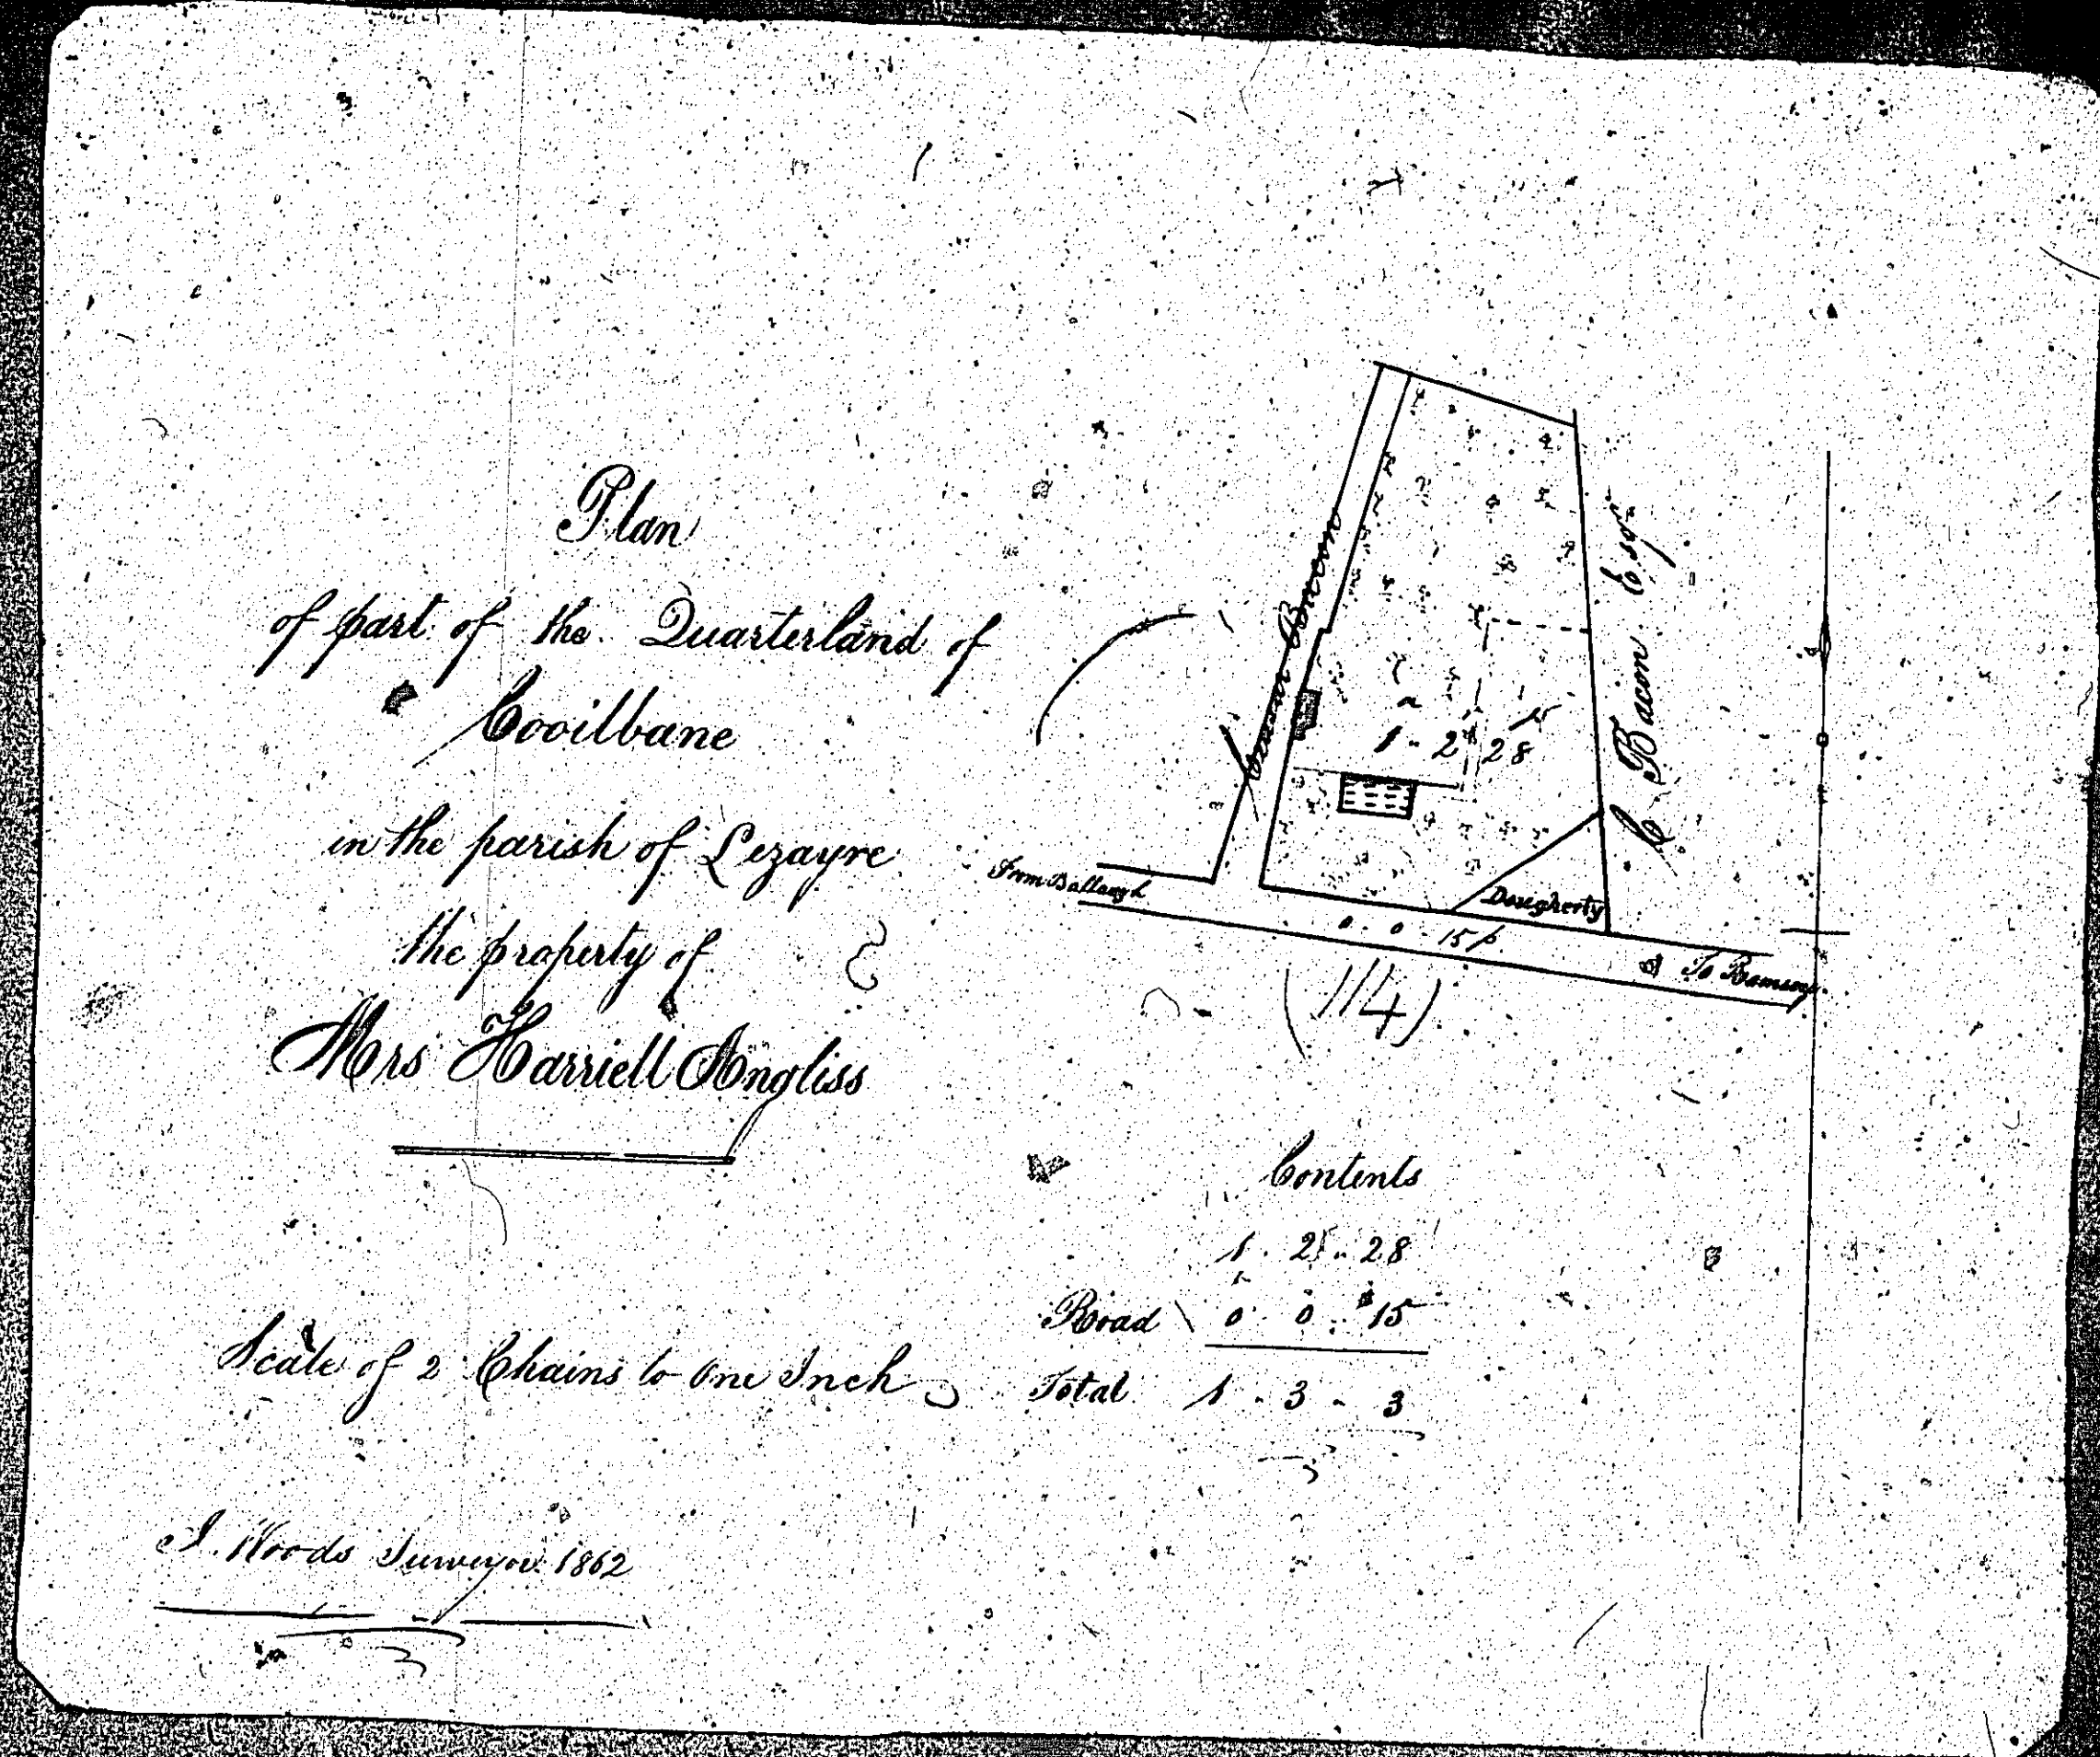 Plan
of part of the Quarterland of
Cooilbane
in the parish of Lezayre
the property of
Mrs Harriell Angliss
Scale of 2 Chains to One Inch
J. Woods Surveyor 1862
C Bacon Esqr
1 - 2 - 28
Dougherty
From Ballaugh
0 - 0 - 15 p.
To Ramsey
(114)
Contents
1 - 2 - 28
Road 0 0 15
Total 1 - 3 - 3